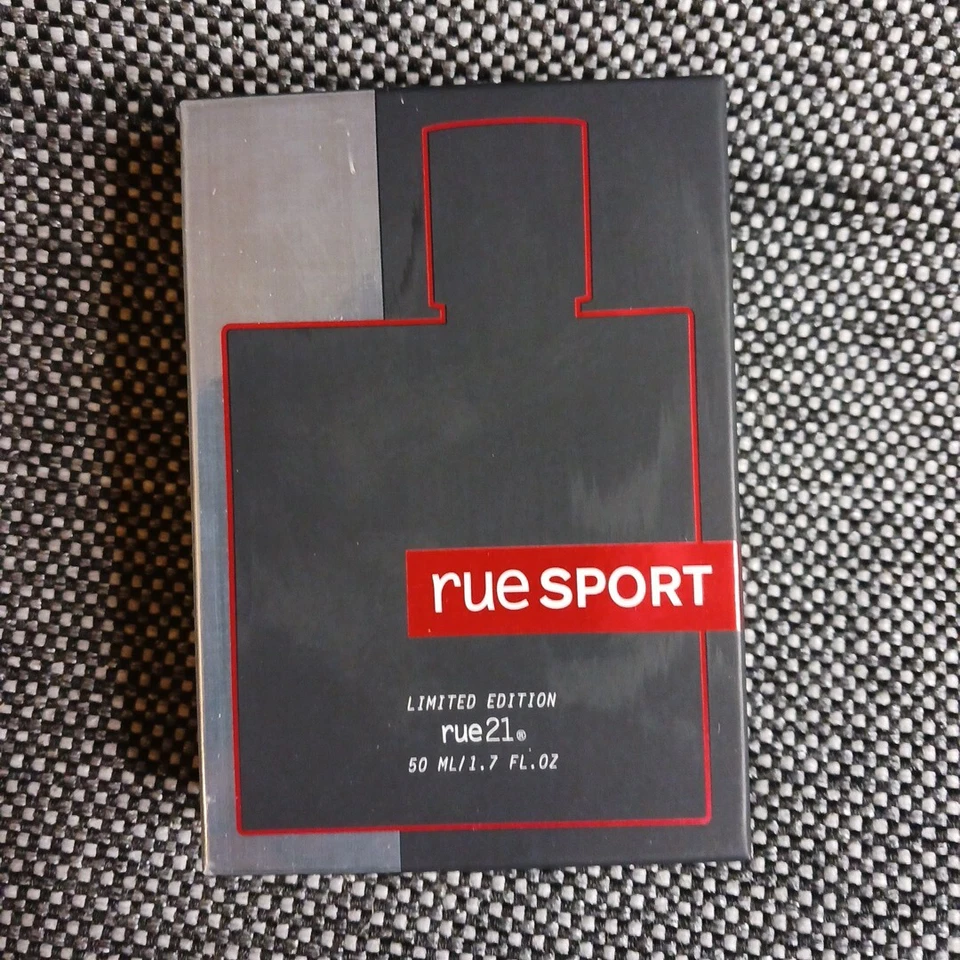 rue SPORT
LIMITED EDITION
rue21®
50 ML/1.7 FL.OZ